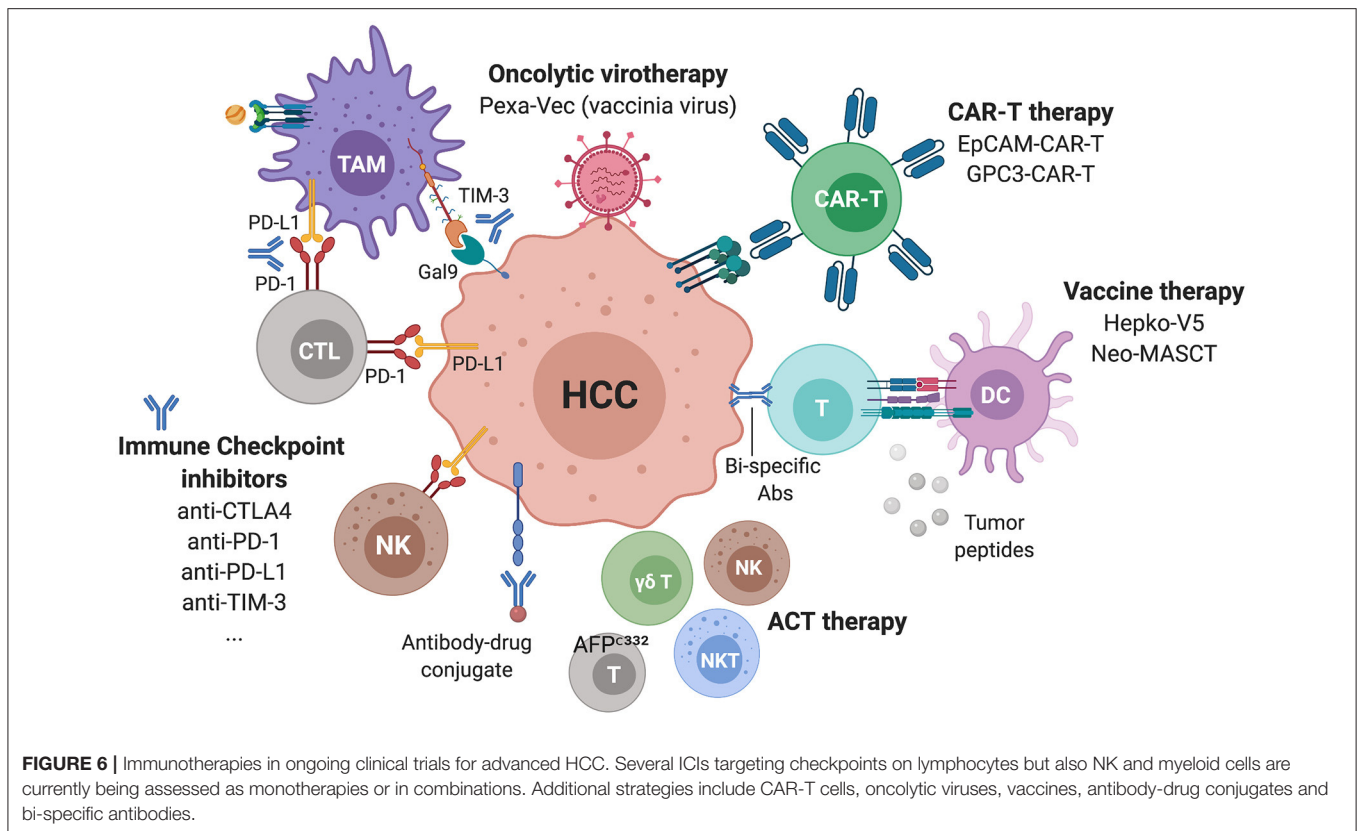 Oncolytic virotherapy
Pexa-Vec (vaccinia virus)
CAR-T therapy
EpCAM-CAR-T
GPC3-CAR-T
TAM
TIM-3
CAR-T
PD-L1
Gal9
PD-1
Vaccine therapy
Hepko-V5
Neo-MASCT
CTL
PD-1
PD-L1
HCC
T
DC
Immune Checkpoint
inhibitors
anti-CTLA4
anti-PD-1
anti-PD-L1
anti-TIM-3
...
Bi-specific
Abs
Tumor
peptides
NK
γδ T
NK
ACT therapy
Antibody-drug
conjugate
AFPᶜ³³²
T
NKT
FIGURE 6 | Immunotherapies in ongoing clinical trials for advanced HCC. Several ICIs targeting checkpoints on lymphocytes but also NK and myeloid cells are
currently being assessed as monotherapies or in combinations. Additional strategies include CAR-T cells, oncolytic viruses, vaccines, antibody-drug conjugates and
bi-specific antibodies.